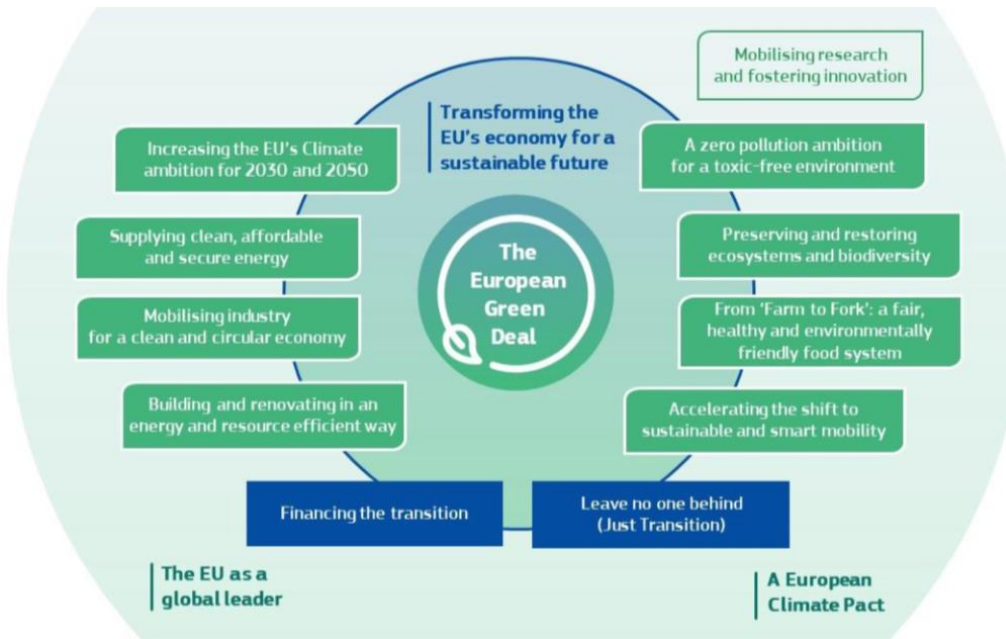 Mobilising research
and fostering innovation
Transforming the
EU's economy for a
sustainable future
Increasing the EU's Climate
ambition for 2030 and 2050
A zero pollution ambition
for a toxic-free environment
Supplying clean, affordable
and secure energy
The
European
Green
Deal
Preserving and restoring
ecosystems and biodiversity
Mobilising industry
for a clean and circular economy
From 'Farm to Fork': a fair,
healthy and environmentally
friendly food system
Building and renovating in an
energy and resource efficient way
Accelerating the shift to
sustainable and smart mobility
Financing the transition
Leave no one behind
(Just Transition)
The EU as a
global leader
A European
Climate Pact